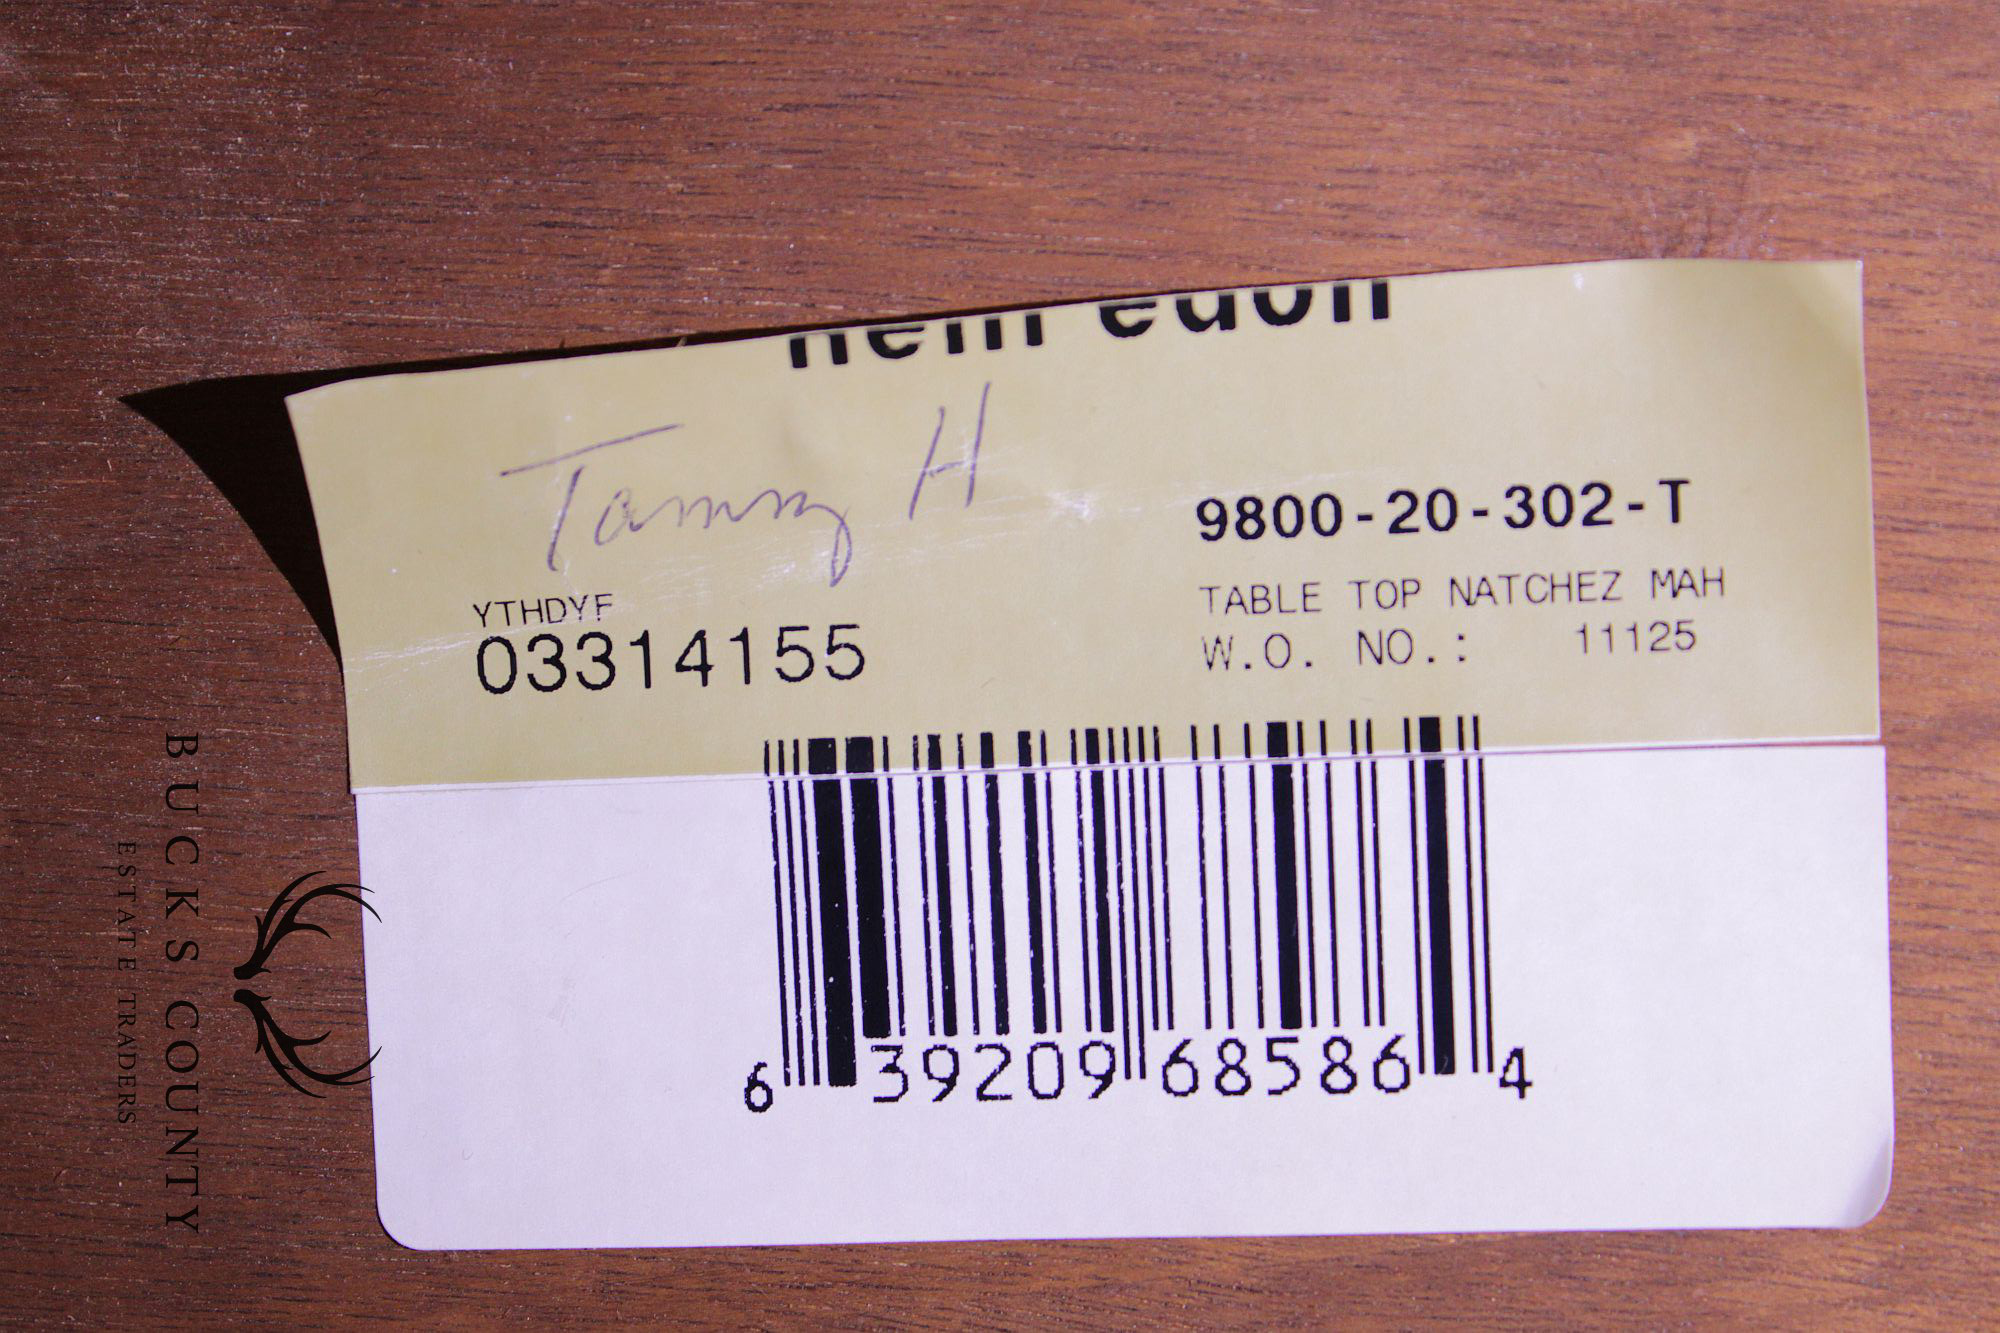 Tammy H
9800-20-302-T
YTHDYF
03314155
TABLE TOP NATCHEZ MAH
W.O. NO.: 11125
6 39209 68586 4
BUCKS COUNTY
ESTATE TRADERS